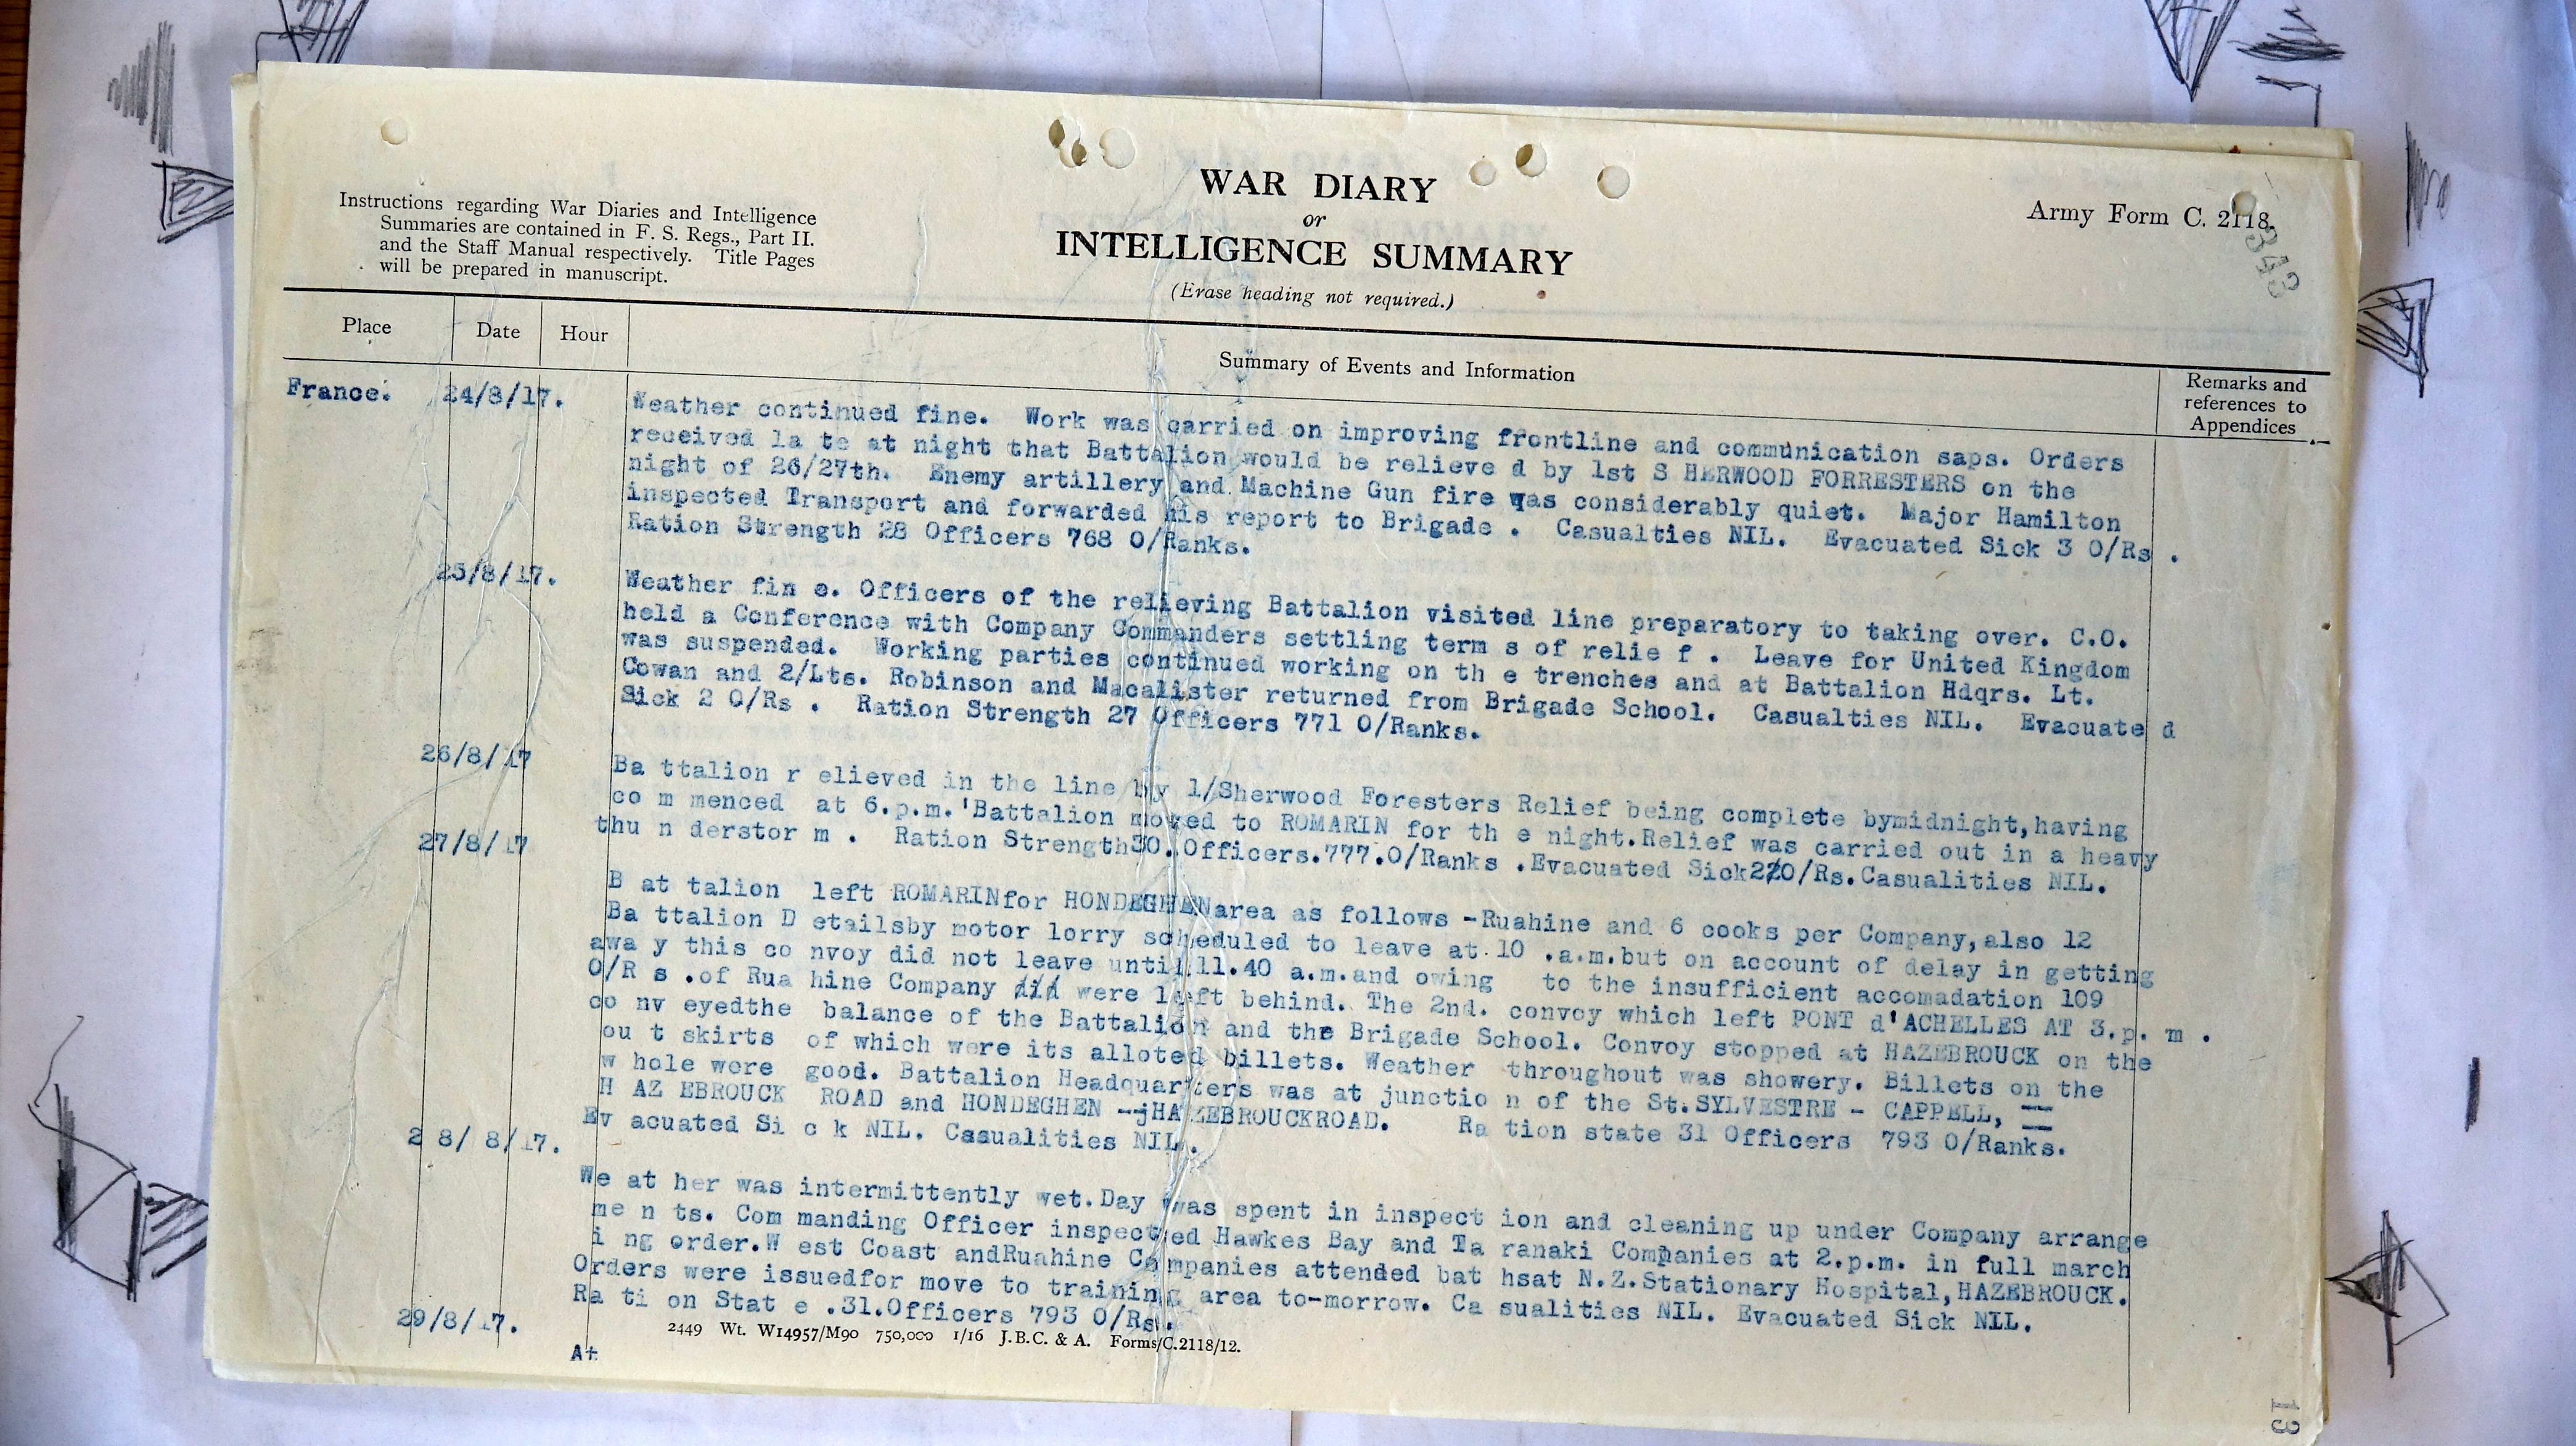 WAR DIARY
or
INTELLIGENCE SUMMARY
(Erase heading not required.)
Instructions regarding War Diaries and Intelligence
Summaries are contained in F. S. Regs., Part II.
and the Staff Manual respectively. Title Pages
will be prepared in manuscript.
Army Form C. 2118.
343
Place
Date
Hour
Summary of Events and Information
Remarks and
references to
Appendices
France. 24/8/17.
Weather continued fine. Work was carried on improving frontline and communication saps. Orders
received la te at night that Battalion would be relieve d by 1st S HERWOOD FORRESTERS on the
night of 26/27th. Enemy artillery and Machine Gun fire was considerably quiet. Major Hamilton
inspected Transport and forwarded his report to Brigade . Casualties NIL. Evacuated Sick 3 O/Rs .
Ration Strength 28 Officers 768 O/Ranks.
25/8/17.
Weather fin e. Officers of the relieving Battalion visited line preparatory to taking over. C.O.
held a Conference with Company Commanders settling term s of relie f . Leave for United Kingdom
was suspended. Working parties continued working on th e trenches and at Battalion Hdqrs. Lt.
Cowan and 2/Lts. Robinson and Macalister returned from Brigade School. Casualties NIL. Evacuate d
Sick 2 O/Rs . Ration Strength 27 Officers 771 O/Ranks.
26/8/17
Ba ttalion r elieved in the line by 1/Sherwood Foresters Relief being complete bymidnight,having
co m menced at 6.p.m.'Battalion moved to ROMARIN for th e night.Relief was carried out in a heavy
thu n derstor m . Ration Strength30.Officers.777.O/Ranks .Evacuated Sick2 O/Rs.Casualities NIL.
27/8/17
B at talion left ROMARINfor HONDEGHENarea as follows -Ruahine and 6 cooks per Company,also 12
Ba ttalion D etailsby motor lorry scheduled to leave at 10 .a.m.but on account of delay in getting
awa y this co nvoy did not leave until 11.40 a.m.and owing to the insufficient accomadation 109
O/R s .of Rua hine Company were left behind. The 2nd. convoy which left PONT d'ACHELLES AT 3.p. m .
co nv eyedthe balance of the Battalion and the Brigade School. Convoy stopped at HAZEBROUCK on the
ou t skirts of which were its alloted billets. Weather throughout was showery. Billets on the
w hole were good. Battalion Headquarters was at junctio n of the St.SYLVESTRE - CAPPELL, --
H AZ EBROUCK ROAD and HONDEGHEN --jHAZEBROUCKROAD. Ra tion state 31 Officers 793 O/Ranks.
Ev acuated Si c k NIL. Casualities NIL.
2 8/ 8/17.
We at her was intermittently wet.Day was spent in inspect ion and cleaning up under Company arrange
me n ts. Com manding Officer inspected Hawkes Bay and Ta ranaki Companies at 2.p.m. in full march
i ng order.W est Coast andRuahine Companies attended bat hsat N.Z.Stationary Hospital,HAZEBROUCK.
Orders were issuedfor move to training area to-morrow. Ca sualities NIL. Evacuated Sick NIL.
Ra ti on Stat e .31.Officers 793 O/Rs.
29/8/17.
2449 Wt. W14957/M90 750,000 1/16 J.B.C. & A. Forms/C.2118/12.
At
13